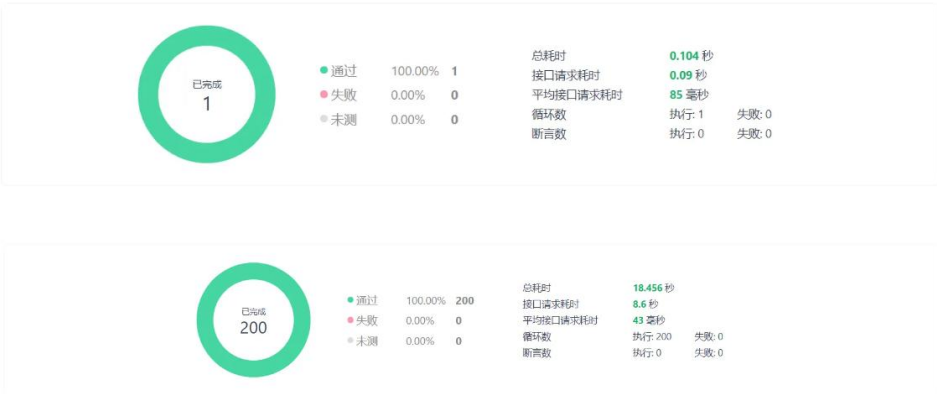 已完成
1
通过 100.00% 1
失败 0.00% 0
未测 0.00% 0
总耗时 0.104 秒
接口请求耗时 0.09 秒
平均接口请求耗时 85 毫秒
循环数 执行: 1 失败: 0
断言数 执行: 0 失败: 0
已完成
200
通过 100.00% 200
失败 0.00% 0
未测 0.00% 0
总耗时 18.456 秒
接口请求耗时 8.6 秒
平均接口请求耗时 43 毫秒
循环数 执行: 200 失败: 0
断言数 执行: 0 失败: 0